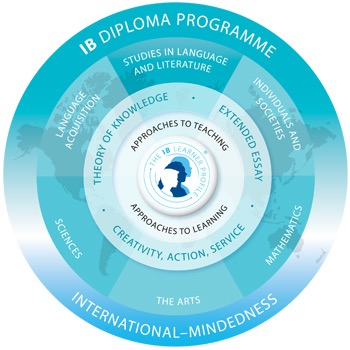 IB DIPLOMA PROGRAMME
STUDIES IN LANGUAGE
AND LITERATURE
LANGUAGE
ACQUISITION
INDIVIDUALS AND
SOCIETIES
THEORY OF KNOWLEDGE
EXTENDED ESSAY
APPROACHES TO TEACHING
THE IB LEARNER PROFILE
APPROACHES TO LEARNING
CREATIVITY, ACTION, SERVICE
SCIENCES
MATHEMATICS
THE ARTS
INTERNATIONAL–MINDEDNESS